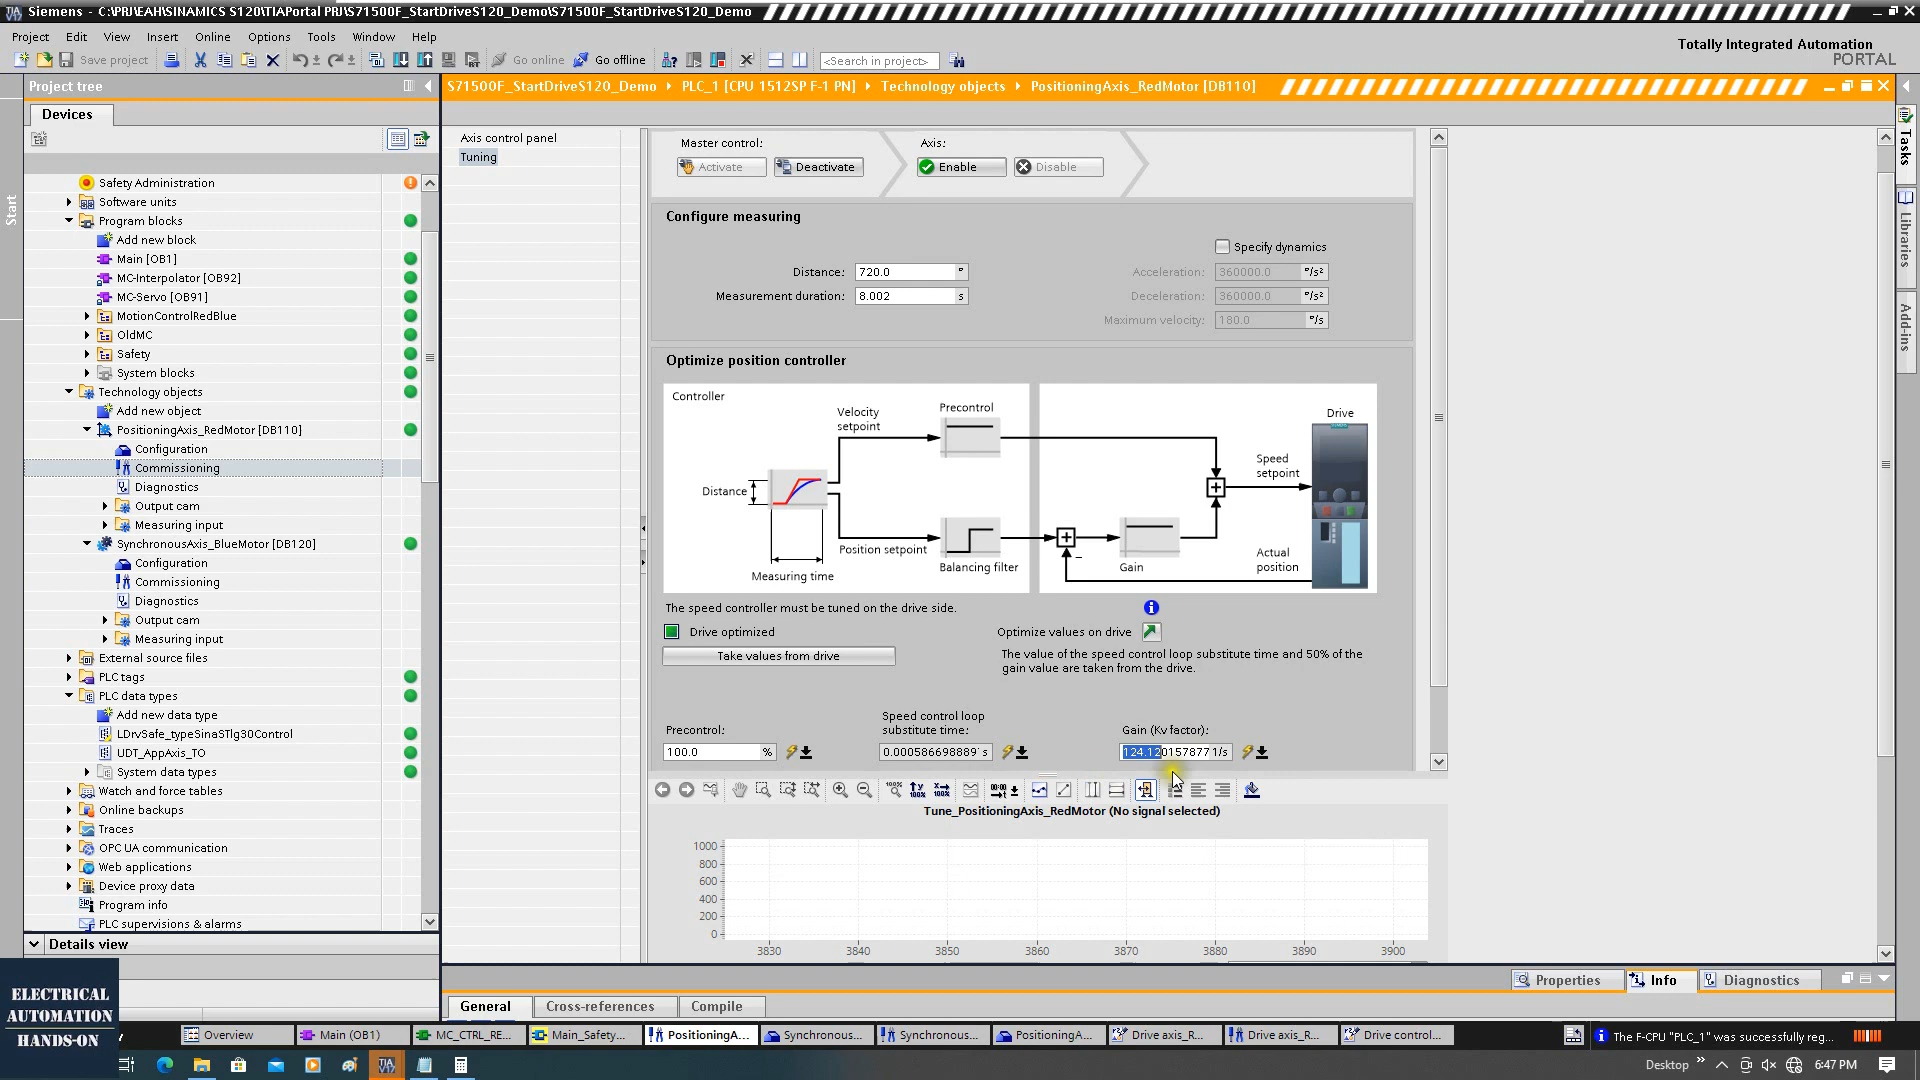 Siemens - C:\PRJ\EAH\SINAMICS S120\TIAPortal PRJ\S71500F_StartDriveS120_Demo\S71500F_StartDriveS120_Demo
Project Edit View Insert Online Options Tools Window Help
Totally Integrated Automation
PORTAL
Save project
Go online
Go offline
<Search in project>
Project tree
S71500F_StartDriveS120_Demo ▸ PLC_1 [CPU 1512SP F-1 PN] ▸ Technology objects ▸ PositioningAxis_RedMotor [DB110]
Devices
Start
Safety Administration
Software units
Program blocks
Add new block
Main [OB1]
MC-Interpolator [OB92]
MC-Servo [OB91]
MotionControlRedBlue
OldMC
Safety
System blocks
Technology objects
Add new object
PositioningAxis_RedMotor [DB110]
Configuration
Commissioning
Diagnostics
Output cam
Measuring input
SynchronousAxis_BlueMotor [DB120]
Configuration
Commissioning
Diagnostics
Output cam
Measuring input
External source files
PLC tags
PLC data types
Add new data type
LDrvSafe_typeSinaSTlg30Control
UDT_AppAxis_TO
System data types
Watch and force tables
Online backups
Traces
OPC UA communication
Web applications
Device proxy data
Program info
PLC supervisions & alarms
Details view
Axis control panel
Tuning
Master control:
Activate
Deactivate
Axis:
Enable
Disable
Configure measuring
Specify dynamics
Distance: 720.0 °
Measurement duration: 8.002 s
Acceleration: 360000.0 °/s²
Deceleration: 360000.0 °/s²
Maximum velocity: 180.0 °/s
Optimize position controller
Controller
Velocity
setpoint
Precontrol
Drive
Distance
Speed
setpoint
Position setpoint
Measuring time
Balancing filter
Gain
Actual
position
The speed controller must be tuned on the drive side.
Drive optimized
Optimize values on drive
Take values from drive
The value of the speed control loop substitute time and 50% of the
gain value are taken from the drive.
Precontrol:
100.0 %
Speed control loop
substitute time:
0.000586698889 s
Gain (Kv factor):
124.120157877 1/s
Tune_PositioningAxis_RedMotor (No signal selected)
1000
800
600
400
200
0
3830 3840 3850 3860 3870 3880 3890 3900
Tasks
Libraries
Add-ins
Properties
Info
Diagnostics
General
Cross-references
Compile
ELECTRICAL
AUTOMATION
HANDS-ON
Overview
Main (OB1)
MC_CTRL_RE...
Main_Safety...
PositioningA...
Synchronous...
Synchronous...
PositioningA...
Drive axis_R...
Drive axis_R...
Drive control...
The F-CPU "PLC_1" was successfully reg...
Desktop
6:47 PM